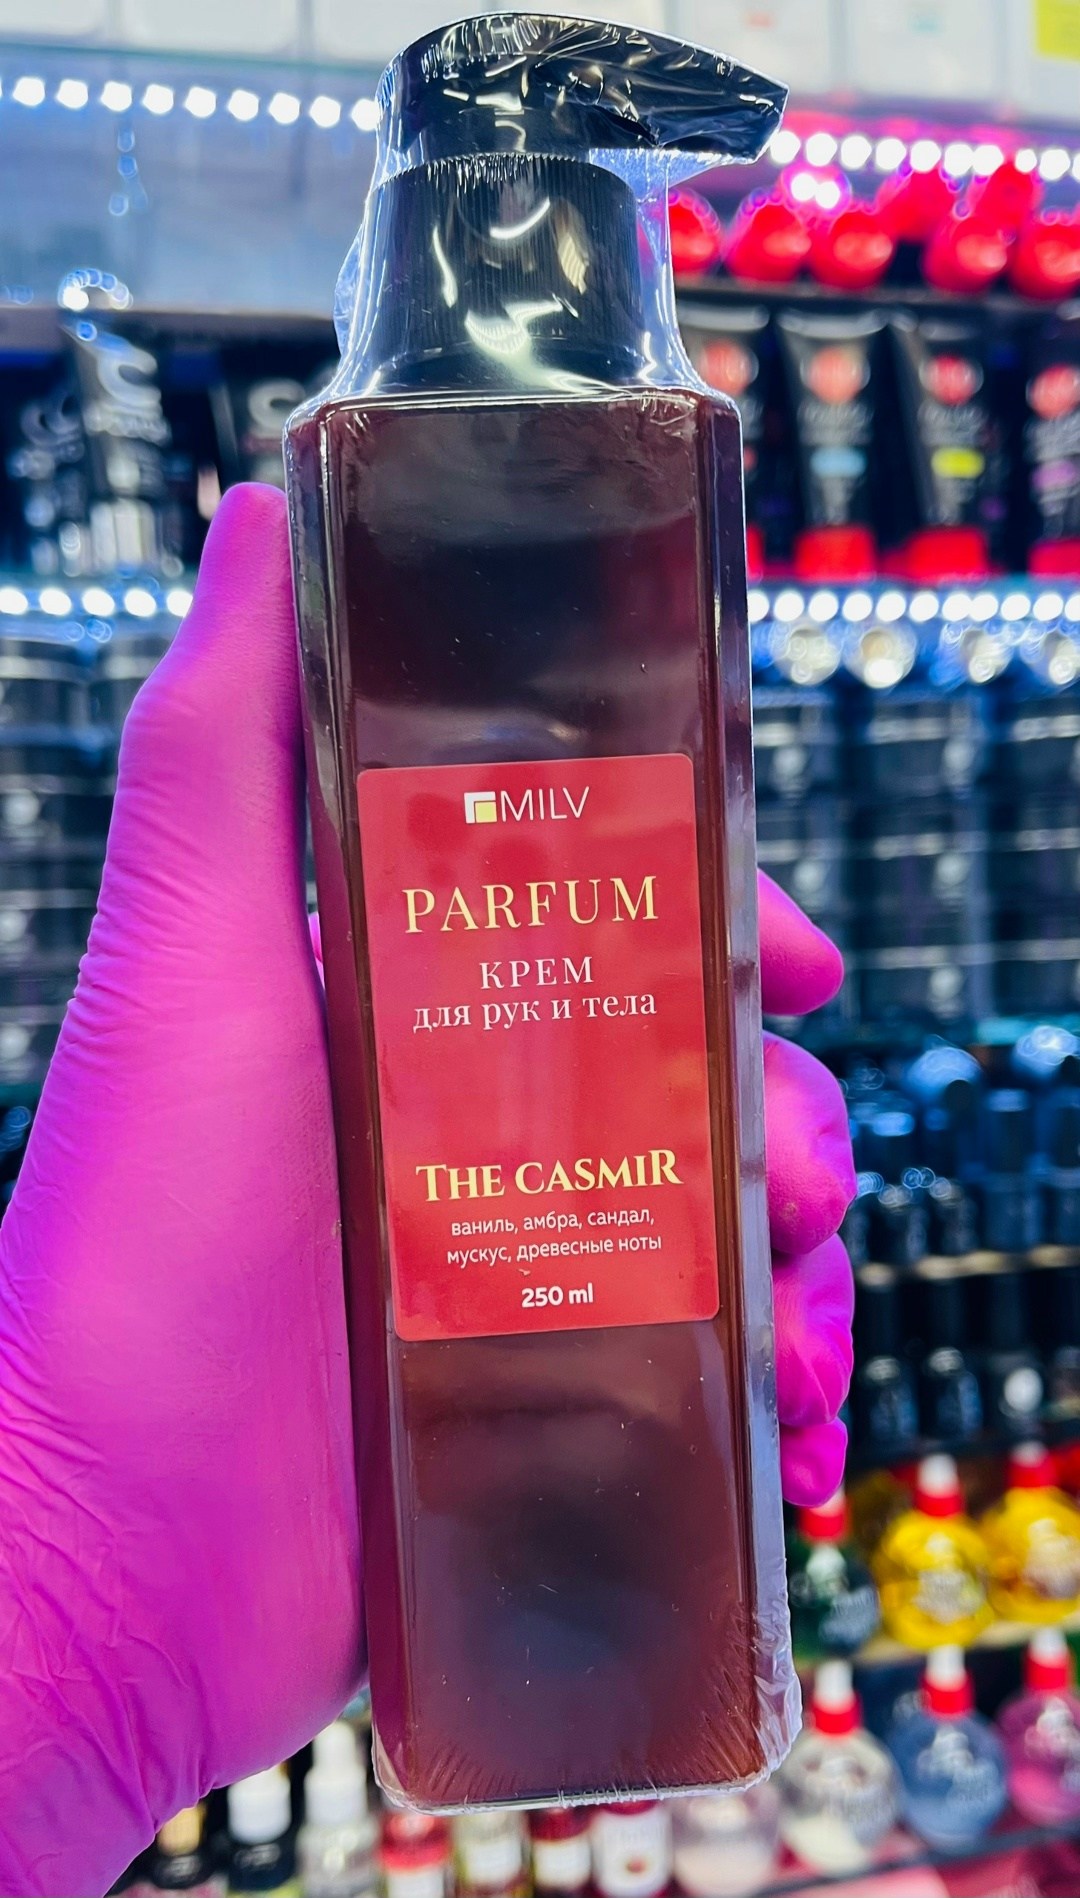 MILV
PARFUM
КРЕМ
для рук и тела
THE CASMIR
ваниль, амбра, сандал,
мускус, древесные ноты
250 ml